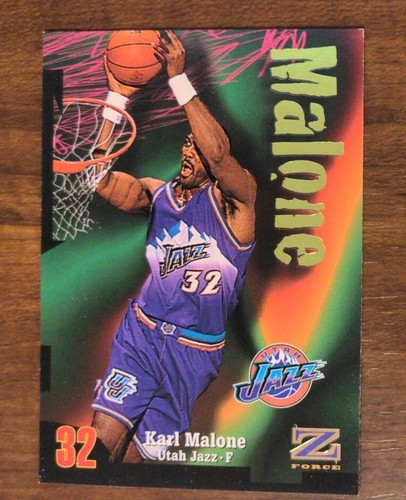 Malone
JAZZ
32
UTAH
JAZZ
32
Karl Malone
Utah Jazz • F
Z
FORCE